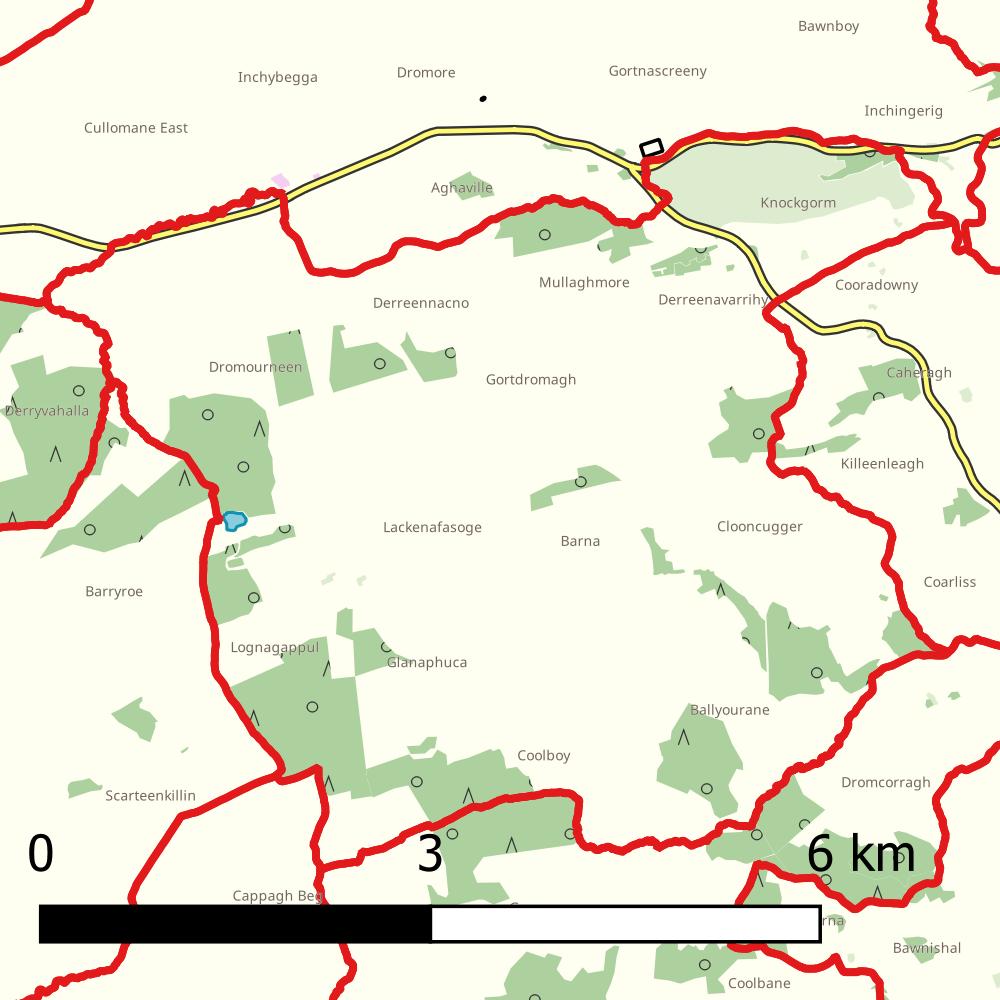 Bawnboy
Gortnascreeny
Dromore
Inchybegga
Inchingerig
Cullomane East
Aghaville
Knockgorm
Mullaghmore
Cooradowny
Derreenavarrihy
Derreennacno
Dromourneen
Caheragh
Gortdromagh
Derryvahalla
Killeenleagh
Lackenafasoge
Clooncugger
Barna
Coarliss
Barryroe
Lognagappul
Glanaphuca
Ballyourane
Coolboy
Dromcorragh
Scarteenkillin
0 3 6 km
Cappagh Beg
rna
Bawnishal
Coolbane